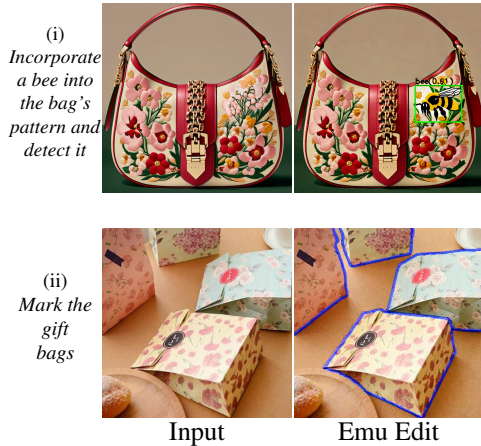 (i)
Incorporate
a bee into
the bag's
pattern and
detect it
bee(0.61)
(ii)
Mark the
gift
bags
Input
Emu Edit